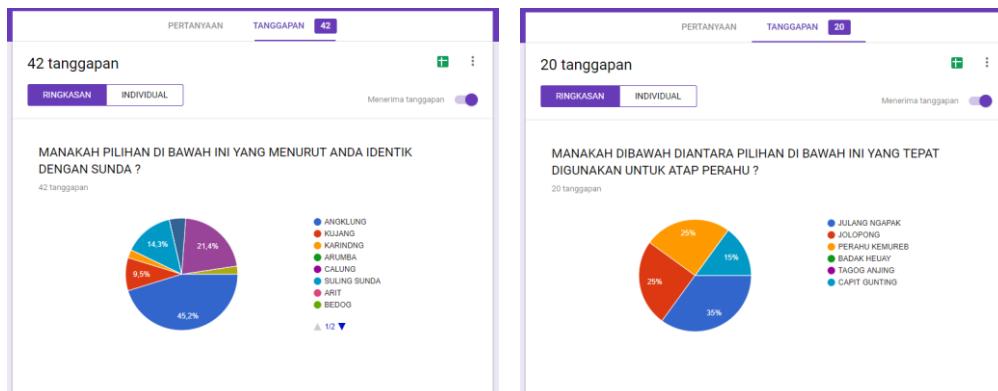 PERTANYAAN TANGGAPAN 42
42 tanggapan
RINGKASAN INDIVIDUAL
Menerima tanggapan
MANAKAH PILIHAN DI BAWAH INI YANG MENURUT ANDA IDENTIK
DENGAN SUNDA ?
42 tanggapan
14,3%
21,4%
9,5%
45,2%
ANGKLUNG
KUJANG
KARINDNG
ARUMBA
CALUNG
SULING SUNDA
ARIT
BEDOG
1/2
PERTANYAAN TANGGAPAN 20
20 tanggapan
RINGKASAN INDIVIDUAL
Menerima tanggapan
MANAKAH DIBAWAH DIANTARA PILIHAN DI BAWAH INI YANG TEPAT
DIGUNAKAN UNTUK ATAP PERAHU ?
20 tanggapan
25%
15%
25%
35%
JULANG NGAPAK
JOLOPONG
PERAHU KEMUREB
BADAK HEUAY
TAGOG ANJING
CAPIT GUNTING